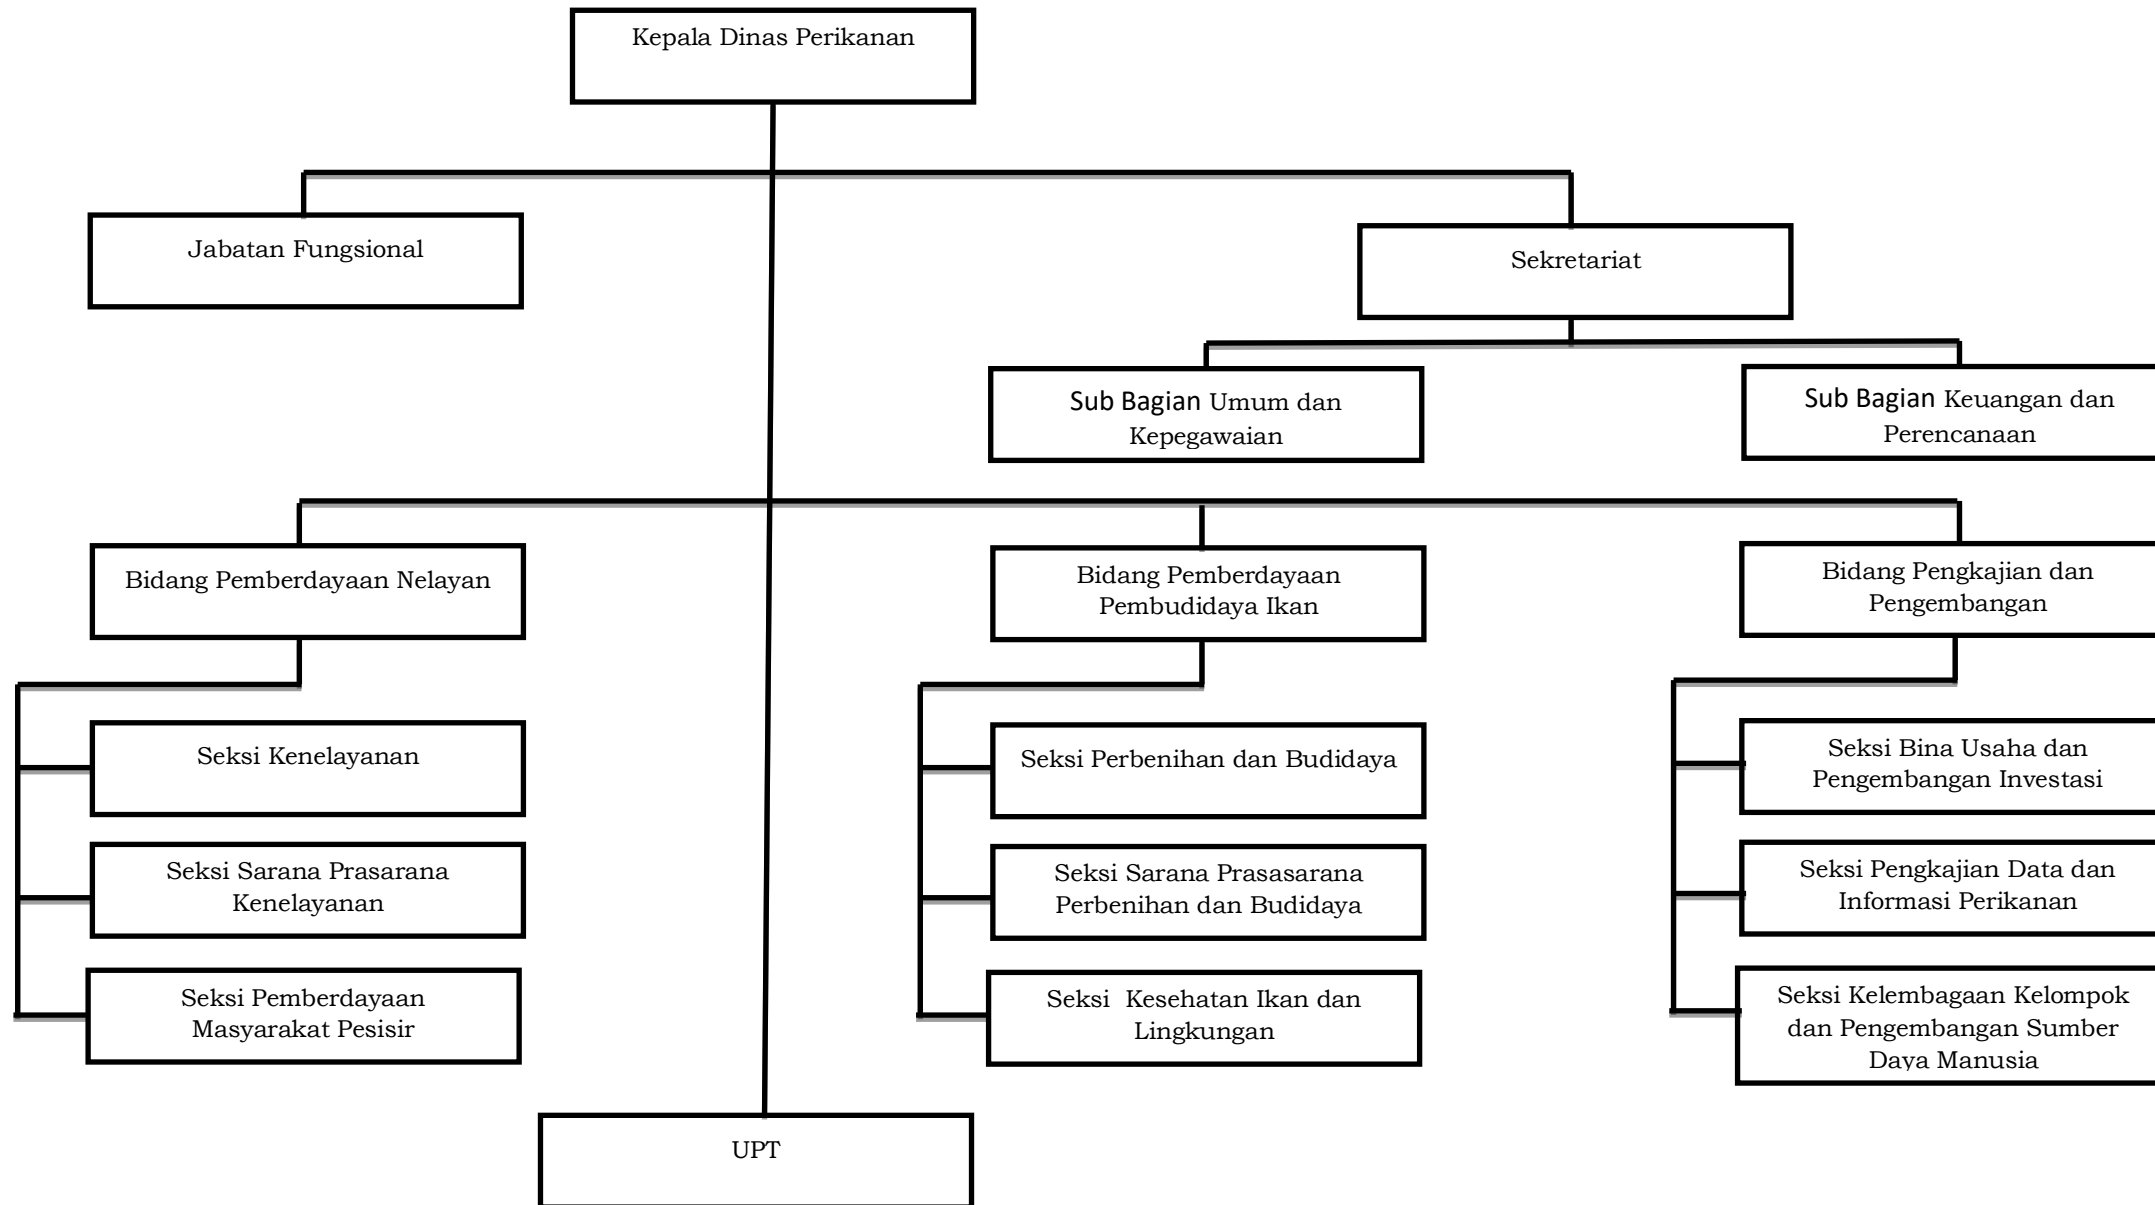 Kepala Dinas Perikanan
Jabatan Fungsional
Sekretariat
Sub Bagian Umum dan
Kepegawaian
Sub Bagian Keuangan dan
Perencanaan
Bidang Pemberdayaan Nelayan
Bidang Pemberdayaan
Pembudidaya Ikan
Bidang Pengkajian dan
Pengembangan
Seksi Kenelayanan
Seksi Sarana Prasarana
Kenelayanan
Seksi Pemberdayaan
Masyarakat Pesisir
Seksi Perbenihan dan Budidaya
Seksi Sarana Prasasarana
Perbenihan dan Budidaya
Seksi  Kesehatan Ikan dan
Lingkungan
Seksi Bina Usaha dan
Pengembangan Investasi
Seksi Pengkajian Data dan
Informasi Perikanan
Seksi Kelembagaan Kelompok
dan Pengembangan Sumber
Daya Manusia
UPT